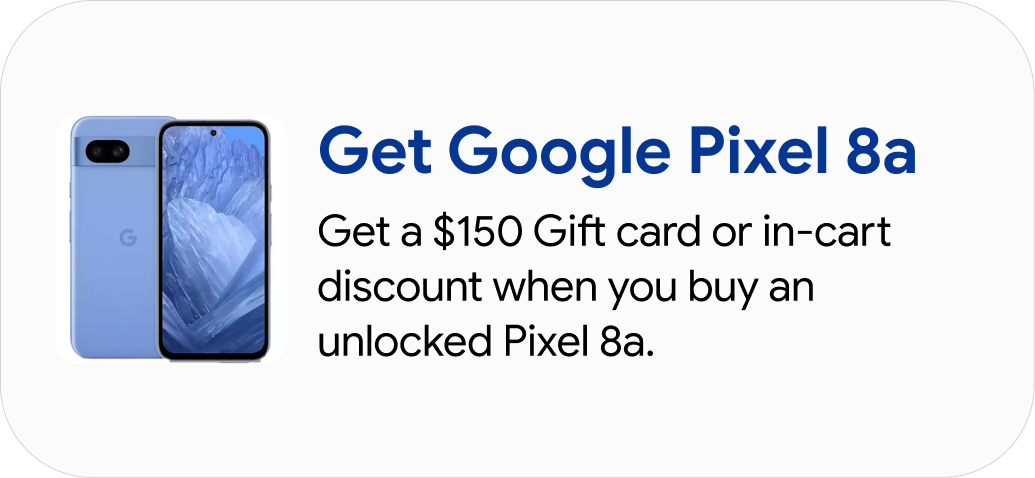 Get Google Pixel 8a
Get a $150 Gift card or in-cart
discount when you buy an
unlocked Pixel 8a.
G